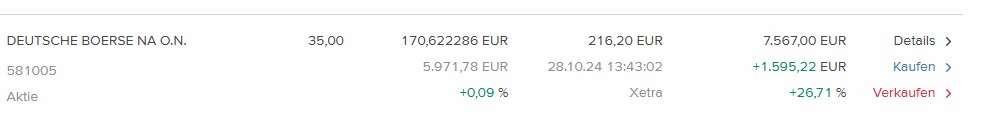 DEUTSCHE BOERSE NA O.N. 35,00 170,622286 EUR 216,20 EUR 7.567,00 EUR Details
581005 5.971,78 EUR 28.10.24 13:43:02 +1.595,22 EUR Kaufen
Aktie +0,09 % Xetra +26,71 % Verkaufen